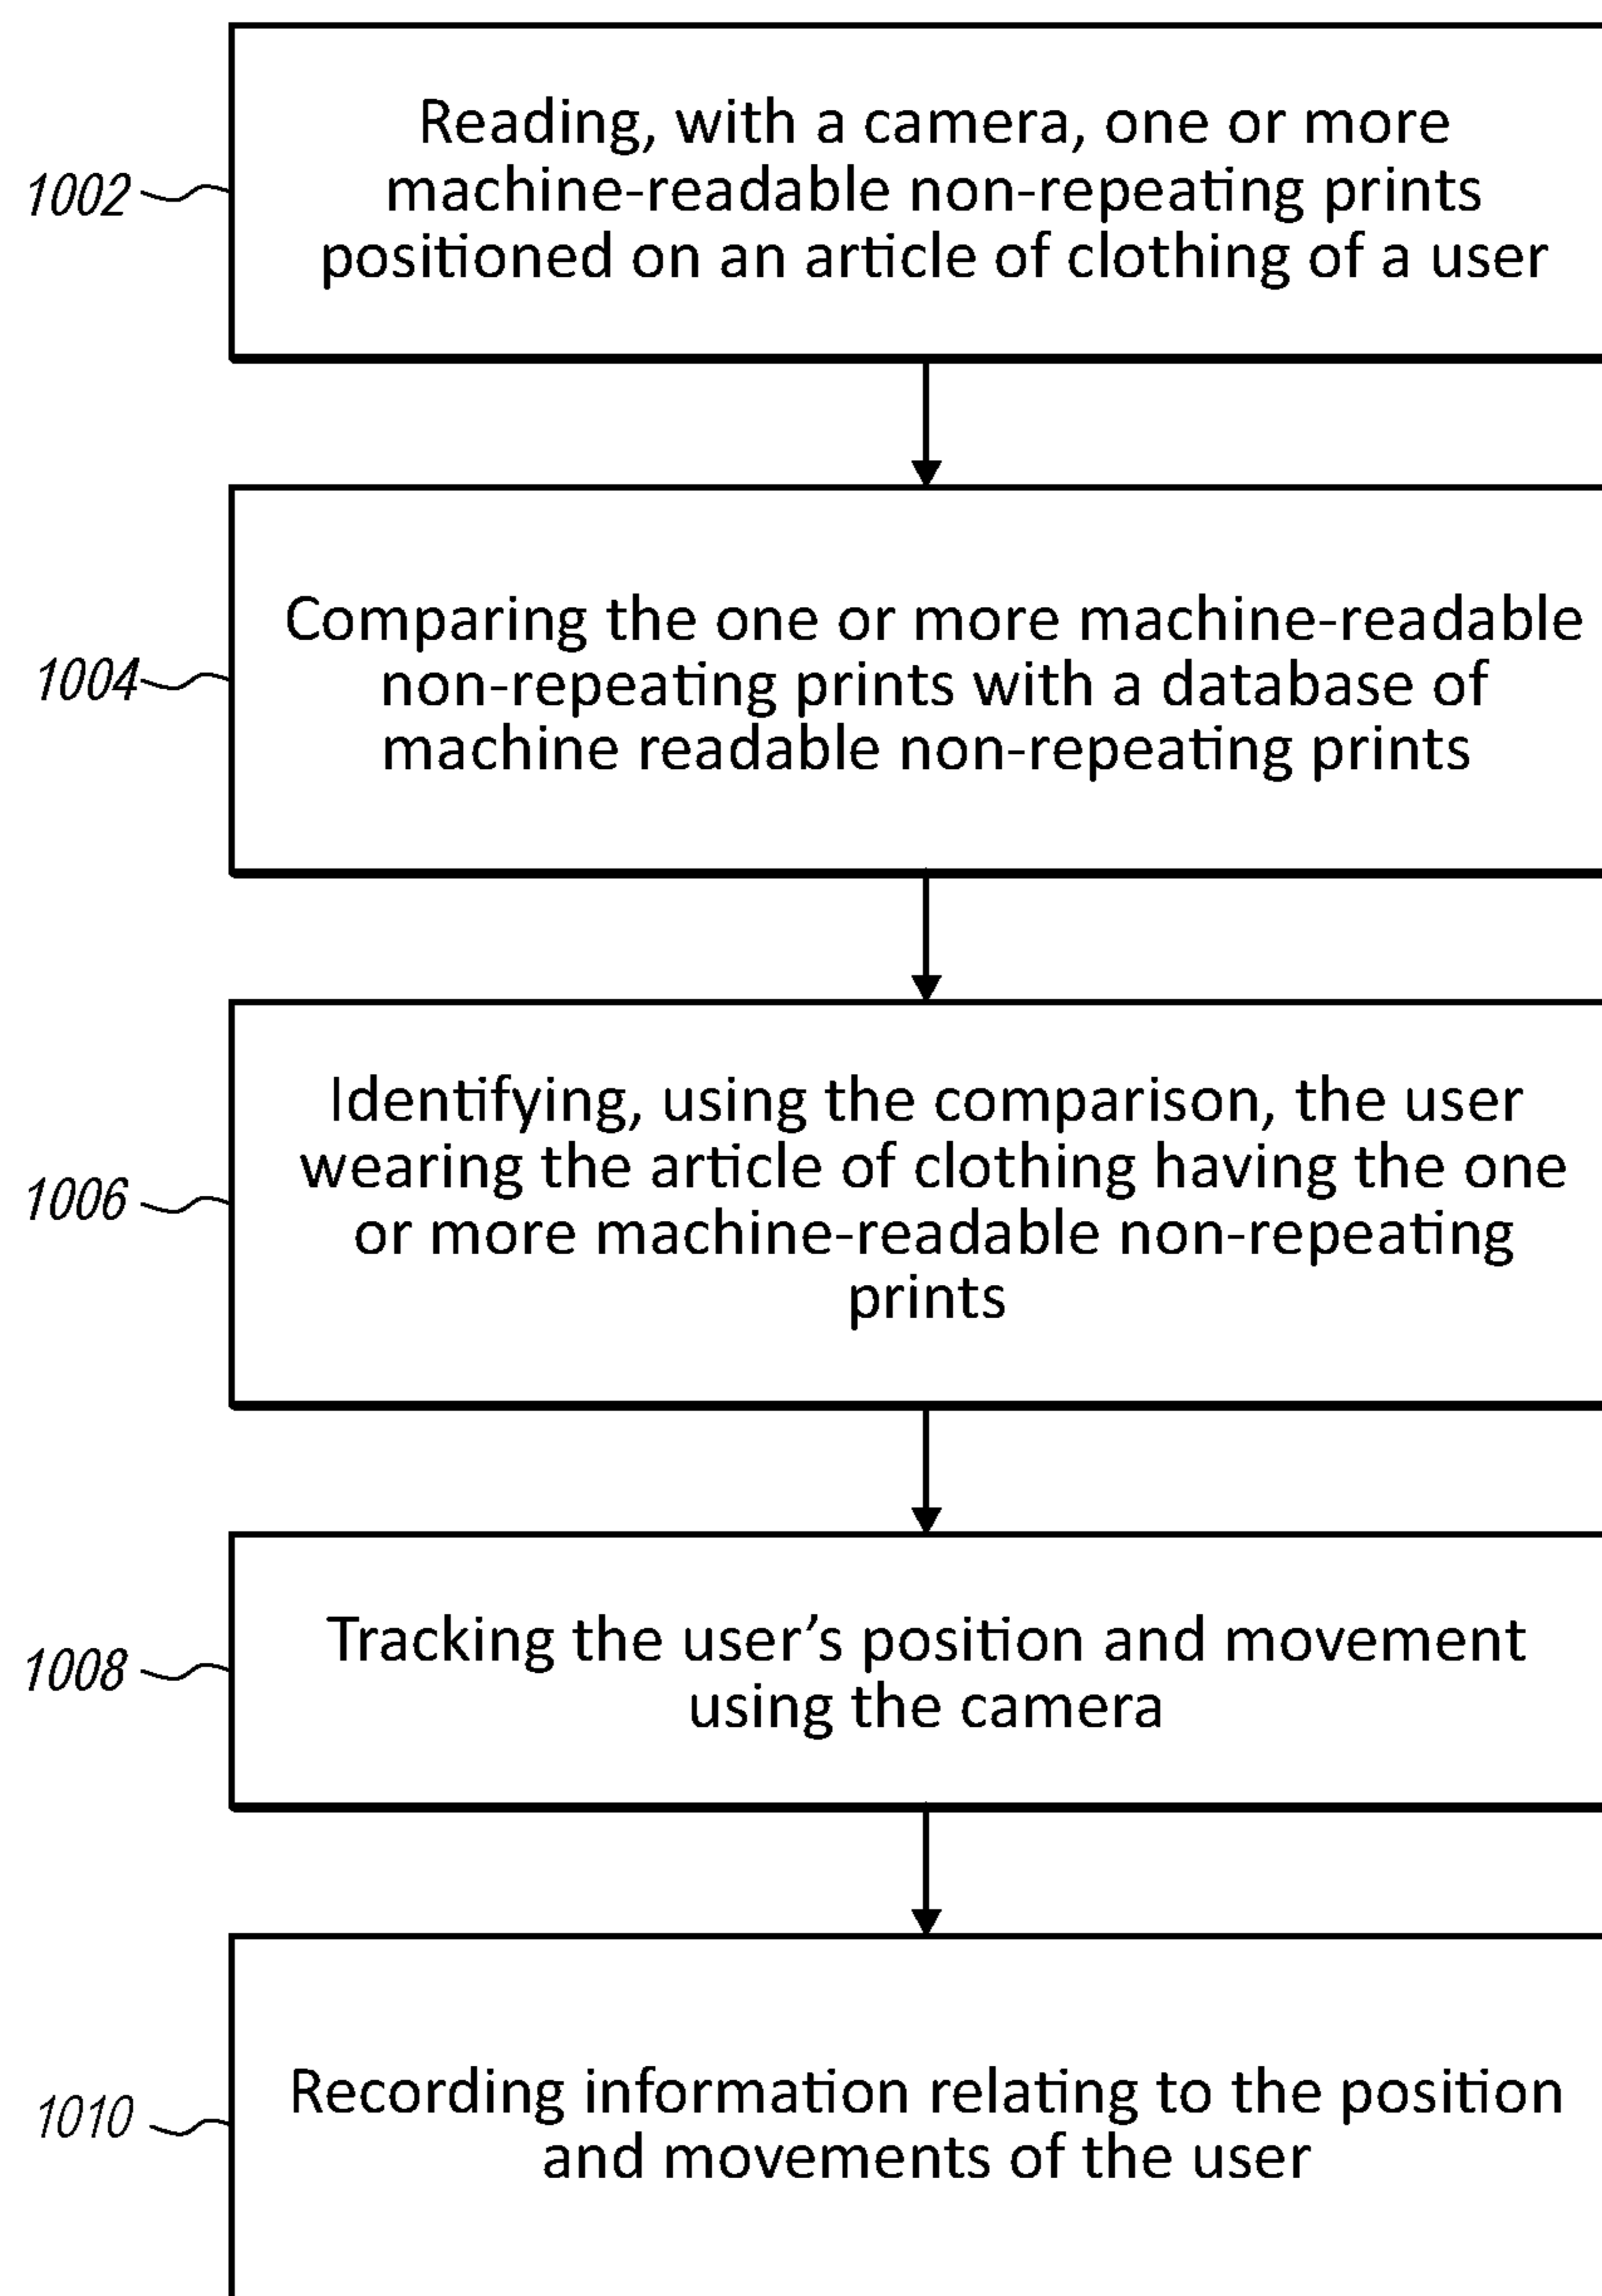 Reading, with a camera, one or more
machine-readable non-repeating prints
positioned on an article of clothing of a user
1002
Comparing the one or more machine-readable
non-repeating prints with a database of
machine readable non-repeating prints
1004
Identifying, using the comparison, the user
wearing the article of clothing having the one
or more machine-readable non-repeating
prints
1006
Tracking the user’s position and movement
using the camera
1008
Recording information relating to the position
and movements of the user
1010